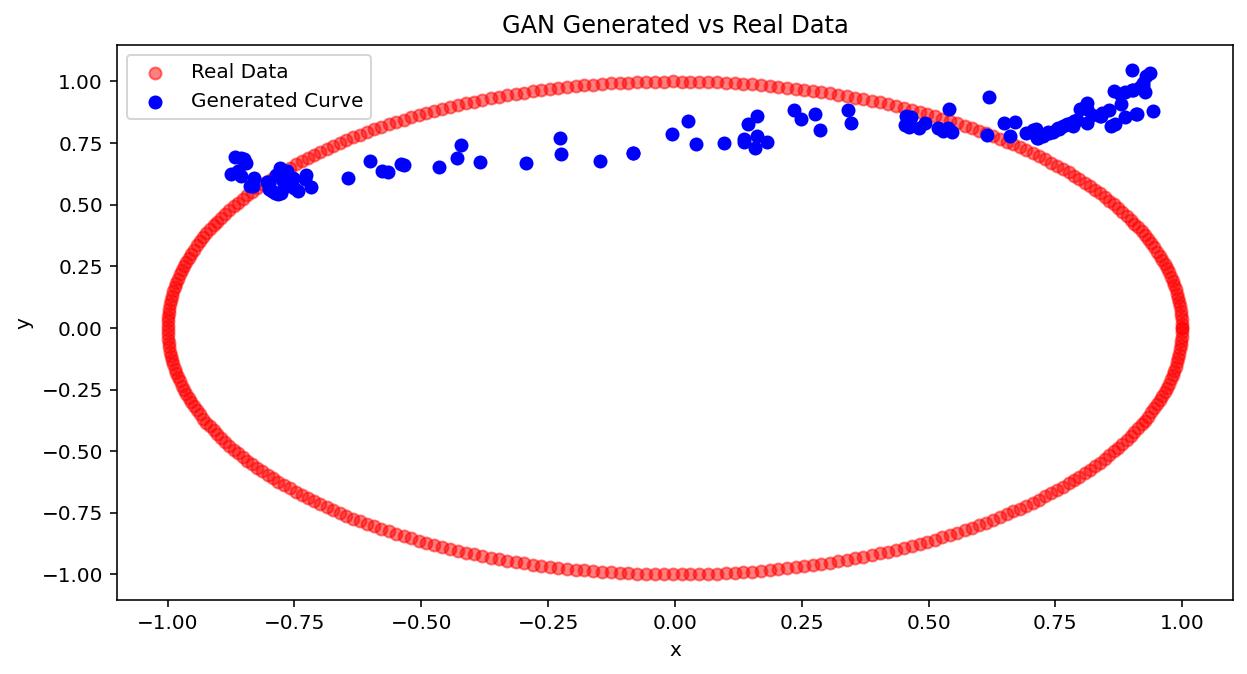 GAN Generated vs Real Data
Real Data
Generated Curve
1.00
0.75
0.50
0.25
0.00
−0.25
−0.50
−0.75
−1.00
y
−1.00 −0.75 −0.50 −0.25 0.00 0.25 0.50 0.75 1.00
x